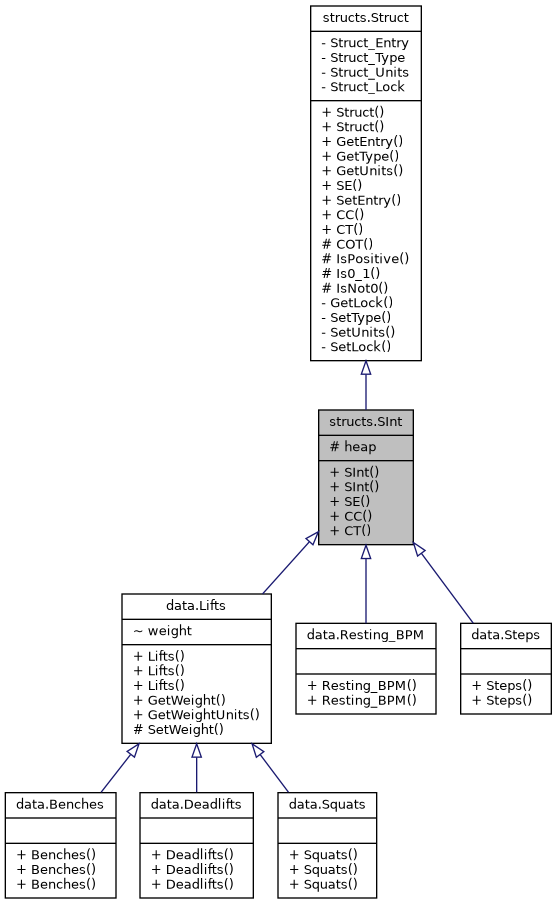 structs.Struct
- Struct_Entry
- Struct_Type
- Struct_Units
- Struct_Lock
+ Struct()
+ Struct()
+ GetEntry()
+ GetType()
+ GetUnits()
+ SE()
+ SetEntry()
+ CC()
+ CT()
# COT()
# IsPositive()
# Is0_1()
# IsNot0()
- GetLock()
- SetType()
- SetUnits()
- SetLock()
structs.SInt
# heap
+ SInt()
+ SInt()
+ SE()
+ CC()
+ CT()
data.Lifts
~ weight
+ Lifts()
+ Lifts()
+ Lifts()
+ GetWeight()
+ GetWeightUnits()
# SetWeight()
data.Resting_BPM
+ Resting_BPM()
+ Resting_BPM()
data.Steps
+ Steps()
+ Steps()
data.Benches
+ Benches()
+ Benches()
+ Benches()
data.Deadlifts
+ Deadlifts()
+ Deadlifts()
+ Deadlifts()
data.Squats
+ Squats()
+ Squats()
+ Squats()